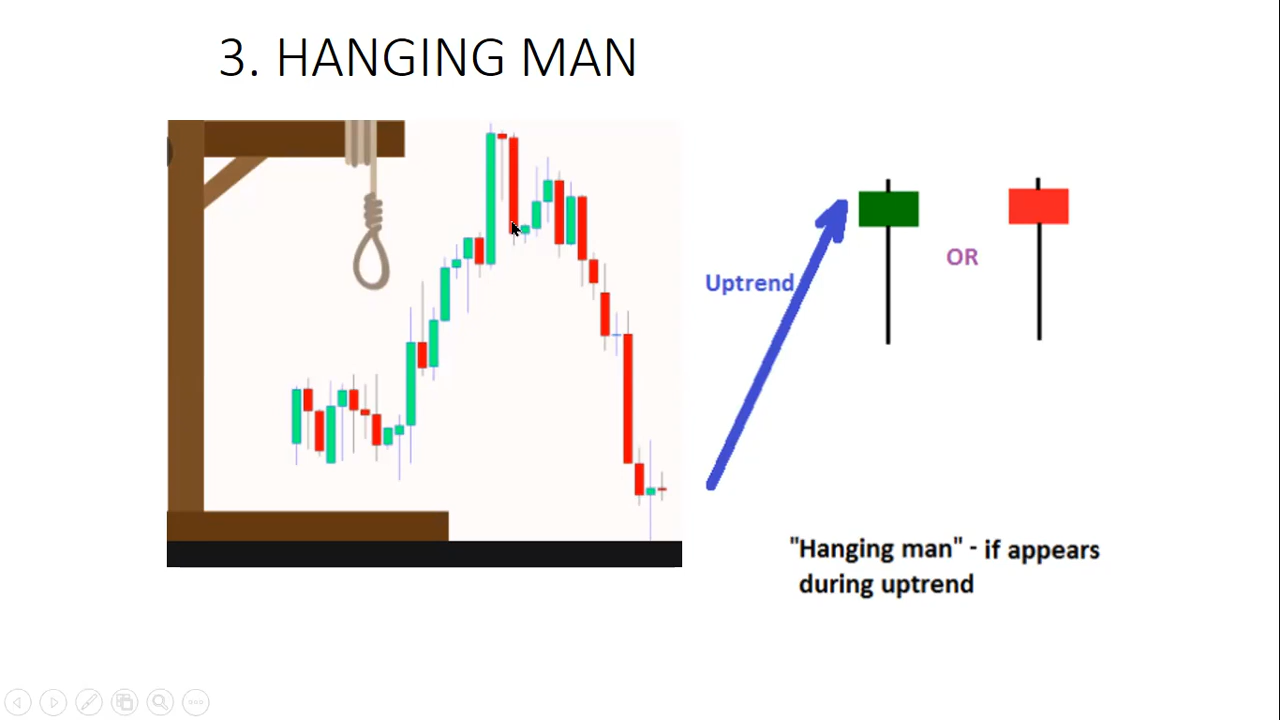 3. HANGING MAN
Uptrend
OR
"Hanging man" - if appears
during uptrend